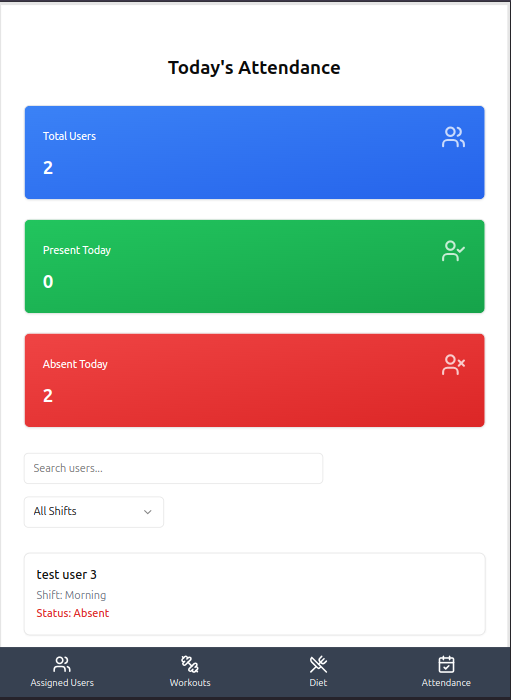 Today's Attendance
Total Users
2
Present Today
0
Absent Today
2
Search users...
All Shifts
test user 3
Shift: Morning
Status: Absent
Assigned Users
Workouts
Diet
Attendance